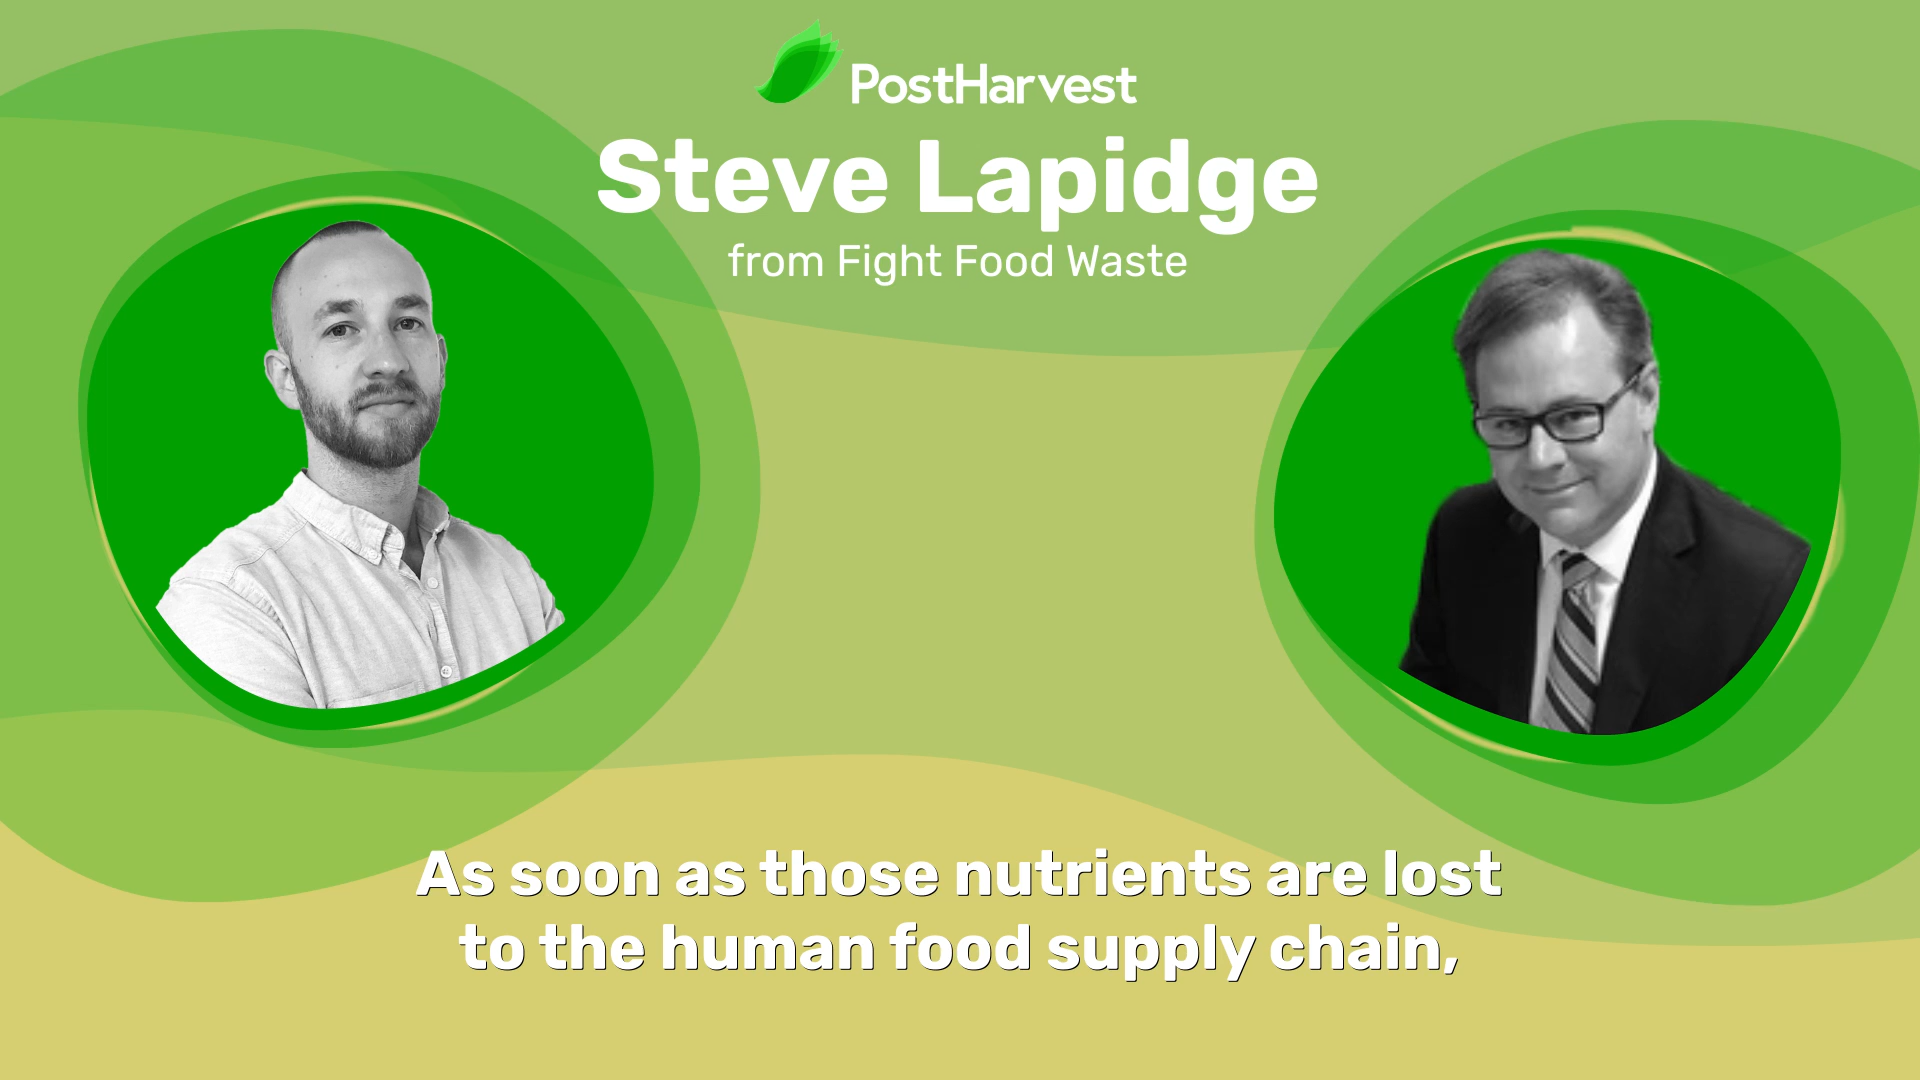 PostHarvest
Steve Lapidge
from Fight Food Waste
As soon as those nutrients are lost
to the human food supply chain,